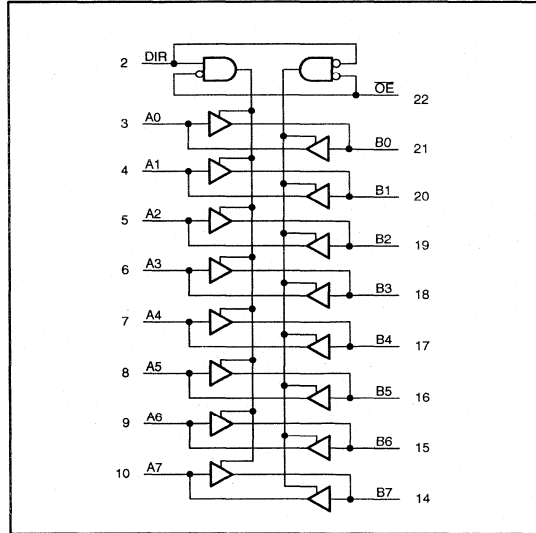 2 DIR
O̅E̅ 22
3 A0
B0 21
4 A1
B1 20
5 A2
B2 19
6 A3
B3 18
7 A4
B4 17
8 A5
B5 16
9 A6
B6 15
10 A7
B7 14